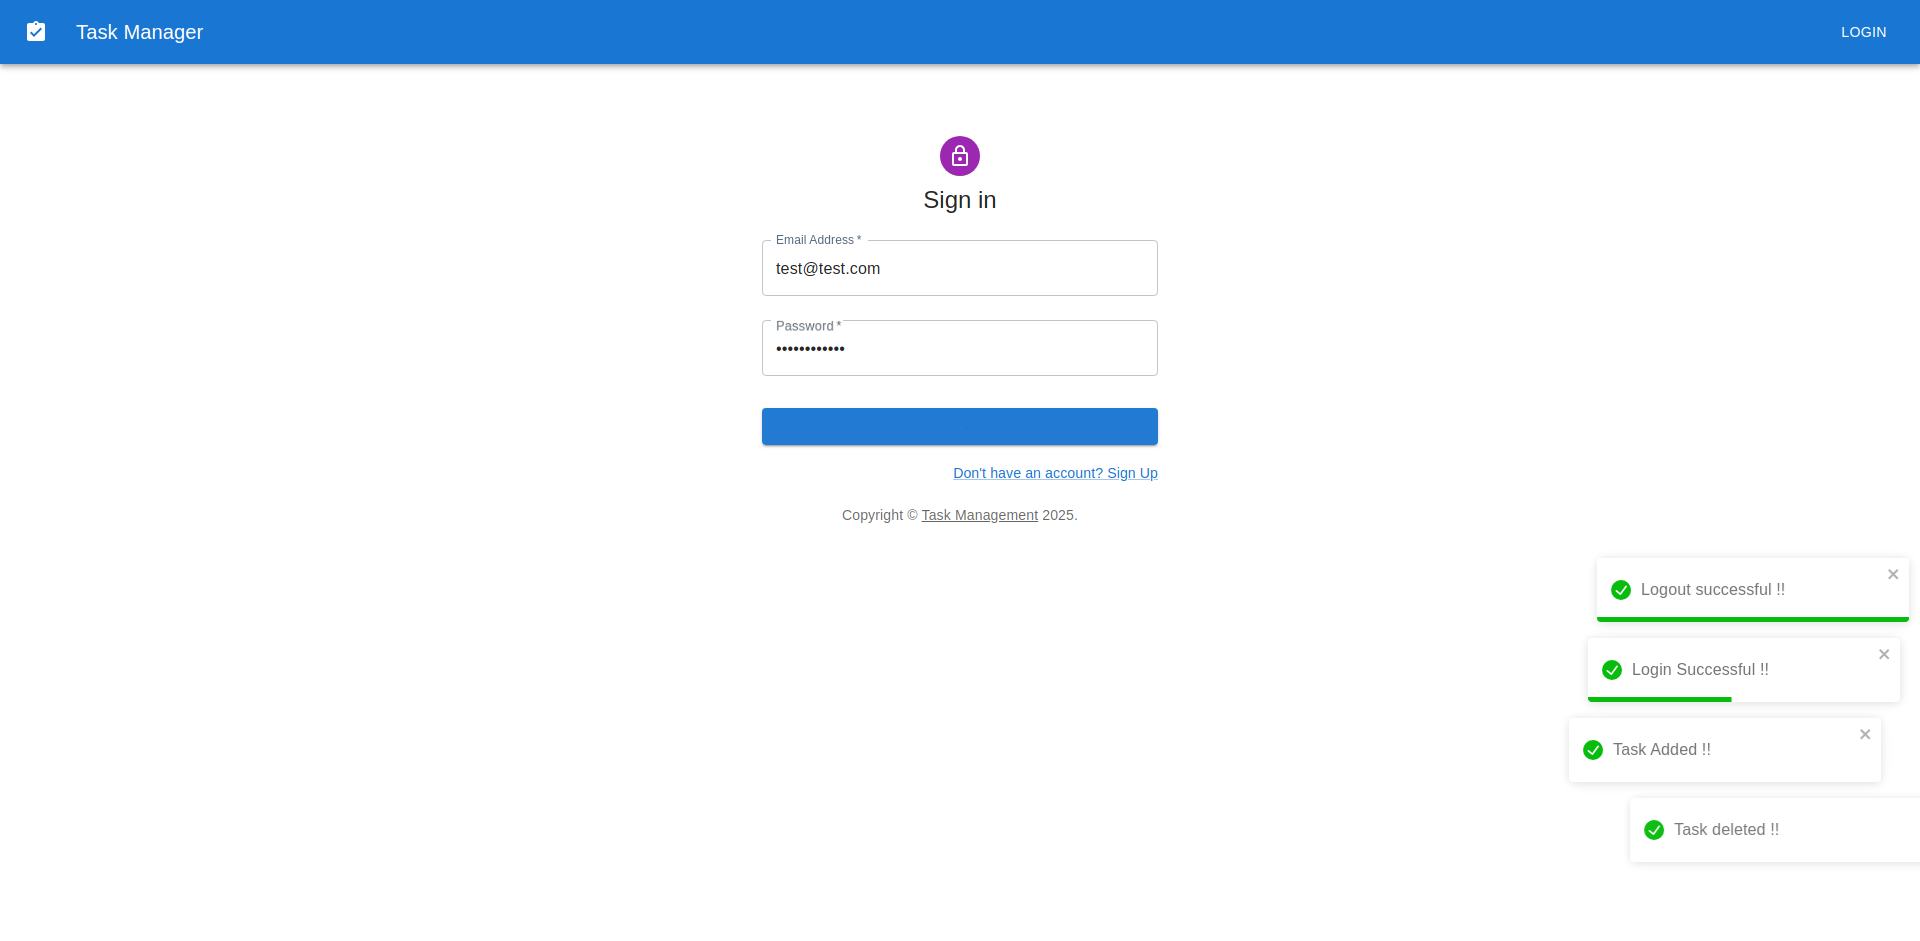 Task Manager
LOGIN
Sign in
Email Address *
test@test.com
Password *
••••••••••••
Don't have an account? Sign Up
Copyright © Task Management 2025.
Logout successful !!
Login Successful !!
Task Added !!
Task deleted !!